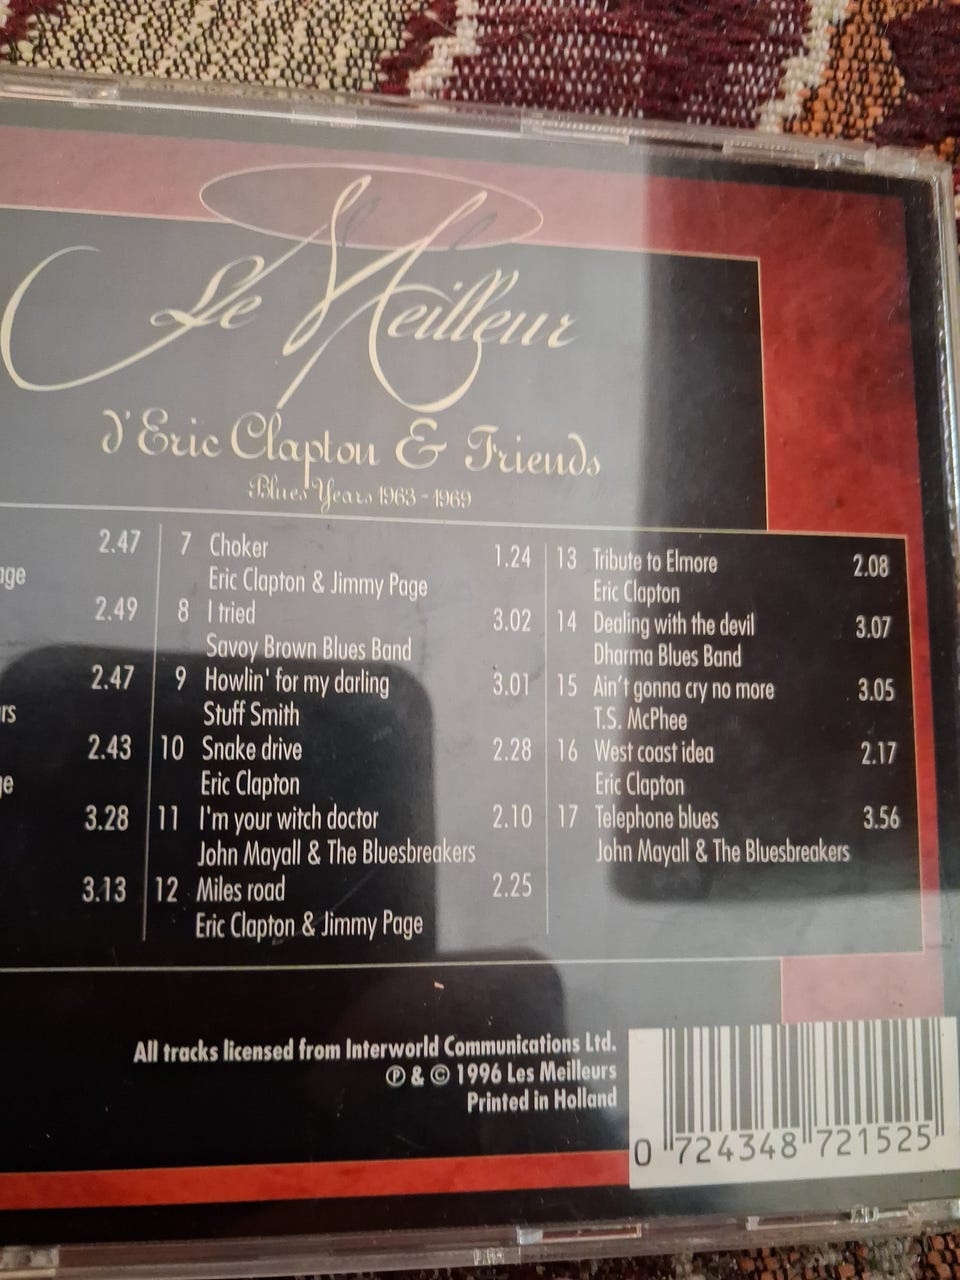 Le Meilleur
d'Eric Clapton & Friends
Blues Years 1963 - 1969
2.47
2.49
2.47
2.43
3.28
3.13
7 Choker 1.24
Eric Clapton & Jimmy Page
8 I tried 3.02
Savoy Brown Blues Band
9 Howlin' for my darling 3.01
Stuff Smith
10 Snake drive 2.28
Eric Clapton
11 I'm your witch doctor 2.10
John Mayall & The Bluesbreakers
12 Miles road 2.25
Eric Clapton & Jimmy Page
13 Tribute to Elmore 2.08
Eric Clapton
14 Dealing with the devil 3.07
Dharma Blues Band
15 Ain't gonna cry no more 3.05
T.S. McPhee
16 West coast idea 2.17
Eric Clapton
17 Telephone blues 3.56
John Mayall & The Bluesbreakers
All tracks licensed from Interworld Communications Ltd.
℗ & © 1996 Les Meilleurs
Printed in Holland
0 724348 721525